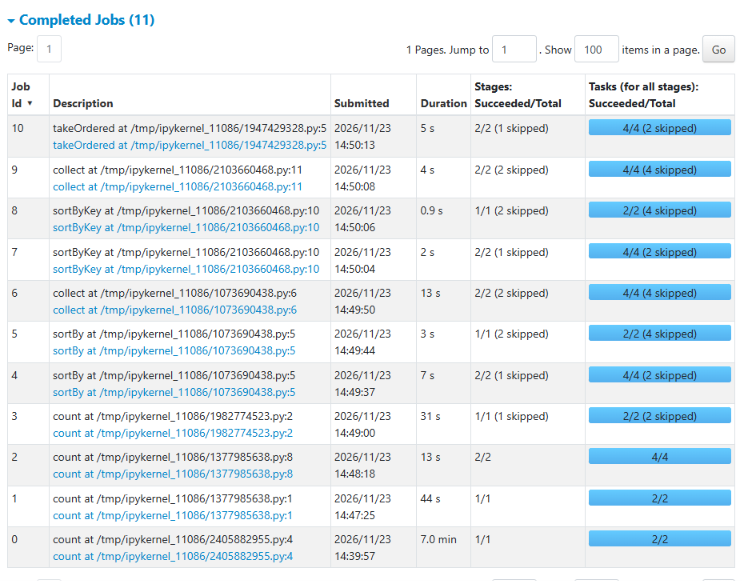 Completed Jobs (11)
Page: 1
1 Pages. Jump to 1 . Show 100 items in a page. Go
Job Id ▾ Description Submitted Duration Stages: Succeeded/Total Tasks (for all stages): Succeeded/Total
10 takeOrdered at /tmp/ipykernel_11086/1947429328.py:5 2026/11/23 5 s 2/2 (1 skipped) 4/4 (2 skipped)
takeOrdered at /tmp/ipykernel_11086/1947429328.py:5 14:50:13
9 collect at /tmp/ipykernel_11086/2103660468.py:11 2026/11/23 4 s 2/2 (2 skipped) 4/4 (4 skipped)
collect at /tmp/ipykernel_11086/2103660468.py:11 14:50:08
8 sortByKey at /tmp/ipykernel_11086/2103660468.py:10 2026/11/23 0.9 s 1/1 (2 skipped) 2/2 (4 skipped)
sortByKey at /tmp/ipykernel_11086/2103660468.py:10 14:50:06
7 sortByKey at /tmp/ipykernel_11086/2103660468.py:10 2026/11/23 2 s 2/2 (1 skipped) 4/4 (2 skipped)
sortByKey at /tmp/ipykernel_11086/2103660468.py:10 14:50:04
6 collect at /tmp/ipykernel_11086/1073690438.py:6 2026/11/23 13 s 2/2 (2 skipped) 4/4 (4 skipped)
collect at /tmp/ipykernel_11086/1073690438.py:6 14:49:50
5 sortBy at /tmp/ipykernel_11086/1073690438.py:5 2026/11/23 3 s 1/1 (2 skipped) 2/2 (4 skipped)
sortBy at /tmp/ipykernel_11086/1073690438.py:5 14:49:44
4 sortBy at /tmp/ipykernel_11086/1073690438.py:5 2026/11/23 7 s 2/2 (1 skipped) 4/4 (2 skipped)
sortBy at /tmp/ipykernel_11086/1073690438.py:5 14:49:37
3 count at /tmp/ipykernel_11086/1982774523.py:2 2026/11/23 31 s 1/1 (1 skipped) 2/2 (2 skipped)
count at /tmp/ipykernel_11086/1982774523.py:2 14:49:00
2 count at /tmp/ipykernel_11086/1377985638.py:8 2026/11/23 13 s 2/2 4/4
count at /tmp/ipykernel_11086/1377985638.py:8 14:48:18
1 count at /tmp/ipykernel_11086/1377985638.py:1 2026/11/23 44 s 1/1 2/2
count at /tmp/ipykernel_11086/1377985638.py:1 14:47:25
0 count at /tmp/ipykernel_11086/2405882955.py:4 2026/11/23 7.0 min 1/1 2/2
count at /tmp/ipykernel_11086/2405882955.py:4 14:39:57